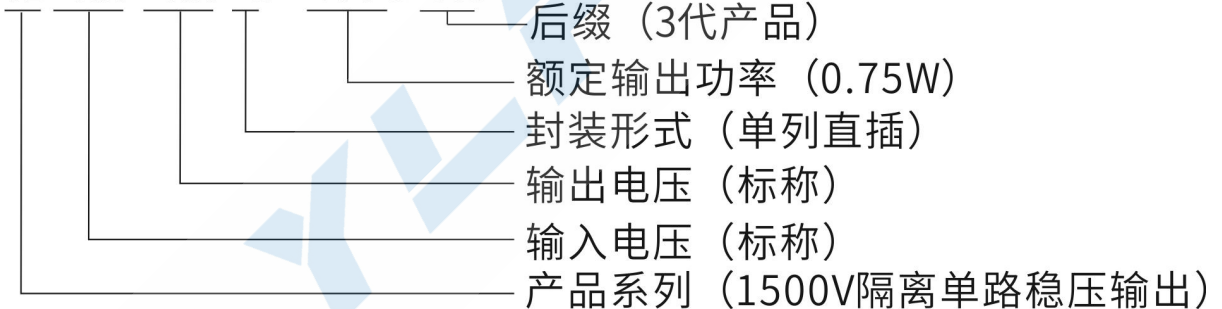 后缀（3代产品）
额定输出功率（0.75W）
封装形式（单列直插）
输出电压（标称）
输入电压（标称）
产品系列（1500V隔离单路稳压输出）